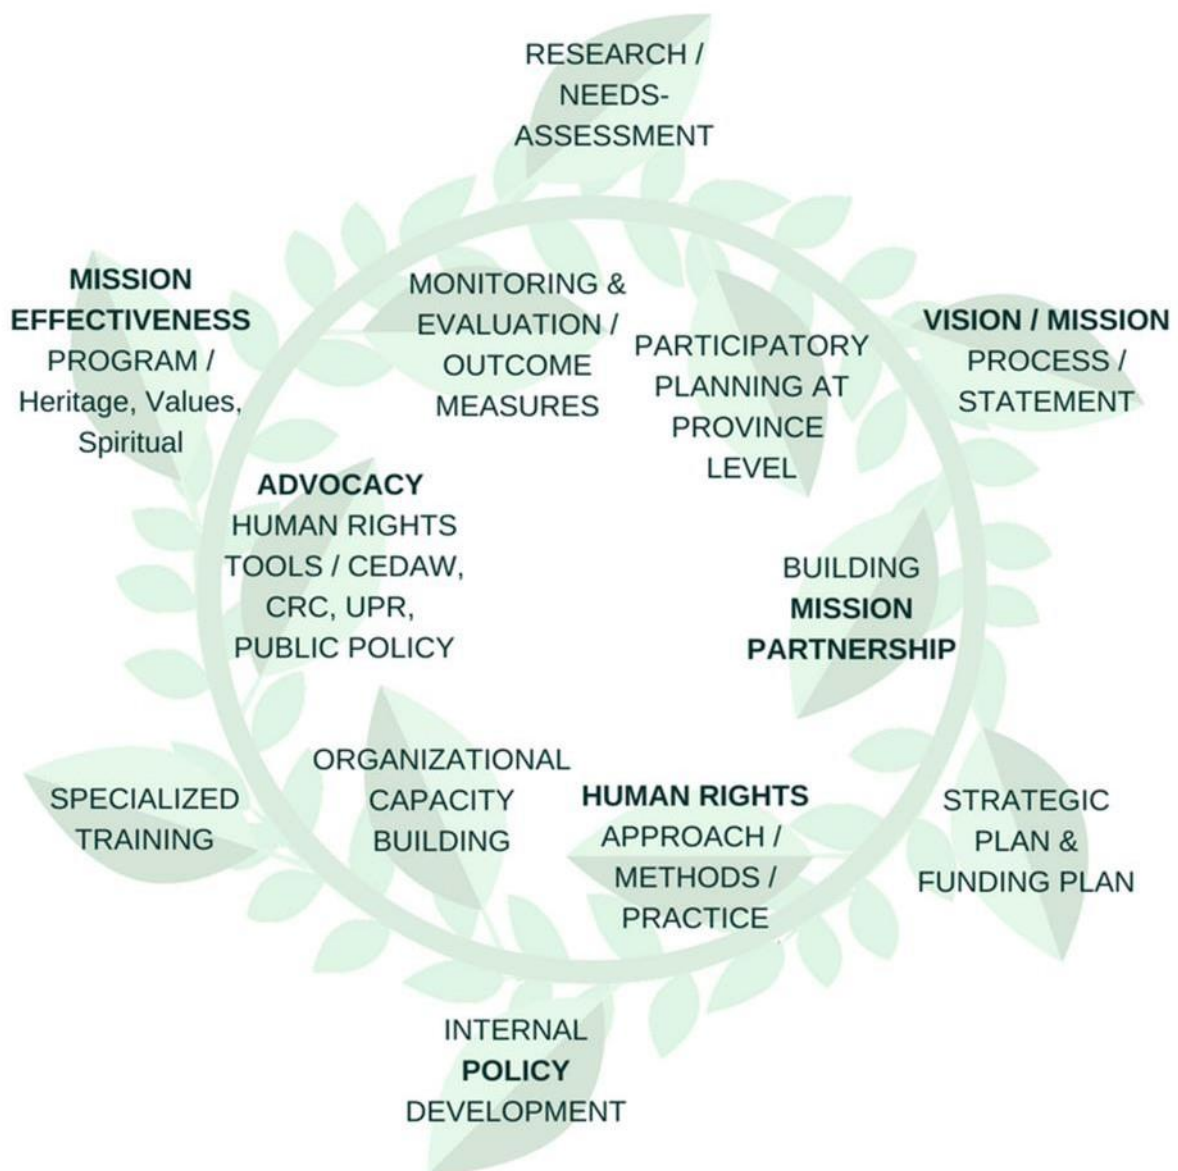 RESEARCH /
NEEDS-
ASSESSMENT
MISSION
EFFECTIVENESS
PROGRAM /
Heritage, Values,
Spiritual
MONITORING &
EVALUATION /
OUTCOME
MEASURES
PARTICIPATORY
PLANNING AT
PROVINCE
LEVEL
VISION / MISSION
PROCESS /
STATEMENT
ADVOCACY
HUMAN RIGHTS
TOOLS / CEDAW,
CRC, UPR,
PUBLIC POLICY
BUILDING
MISSION
PARTNERSHIP
SPECIALIZED
TRAINING
ORGANIZATIONAL
CAPACITY
BUILDING
HUMAN RIGHTS
APPROACH /
METHODS /
PRACTICE
STRATEGIC
PLAN &
FUNDING PLAN
INTERNAL
POLICY
DEVELOPMENT